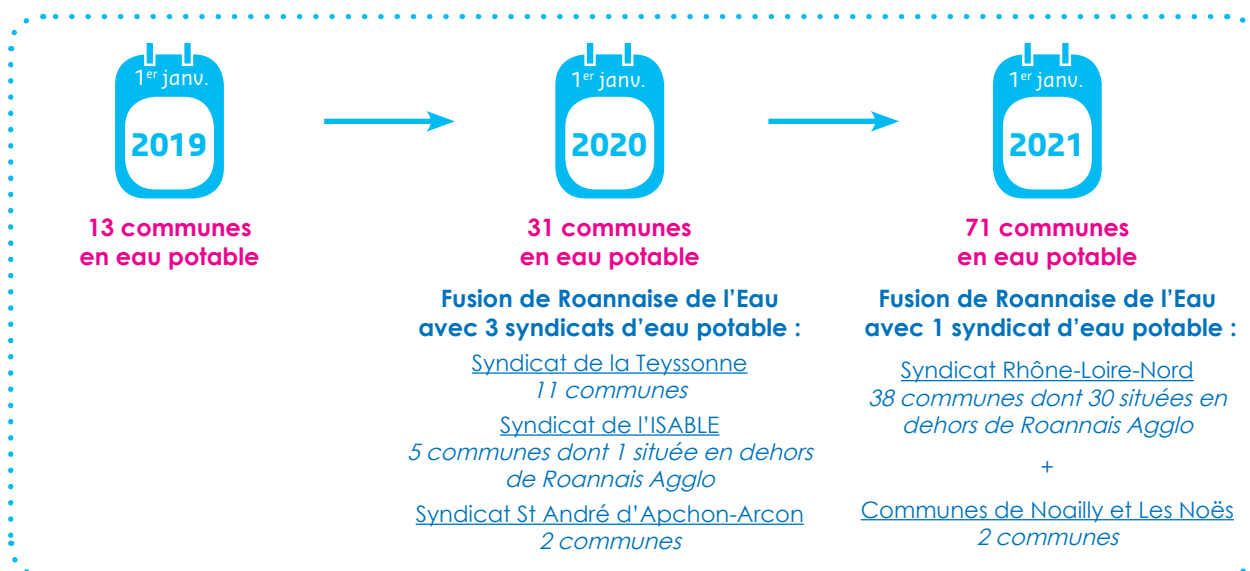 1er janv.
2019
13 communes
en eau potable
1er janv.
2020
31 communes
en eau potable
Fusion de Roannaise de l’Eau
avec 3 syndicats d’eau potable :
Syndicat de la Teyssonne
11 communes
Syndicat de l’ISABLE
5 communes dont 1 située en dehors
de Roannais Agglo
Syndicat St André d’Apchon-Arcon
2 communes
1er janv.
2021
71 communes
en eau potable
Fusion de Roannaise de l’Eau
avec 1 syndicat d’eau potable :
Syndicat Rhône-Loire-Nord
38 communes dont 30 situées en
dehors de Roannais Agglo
+
Communes de Noailly et Les Noës
2 communes